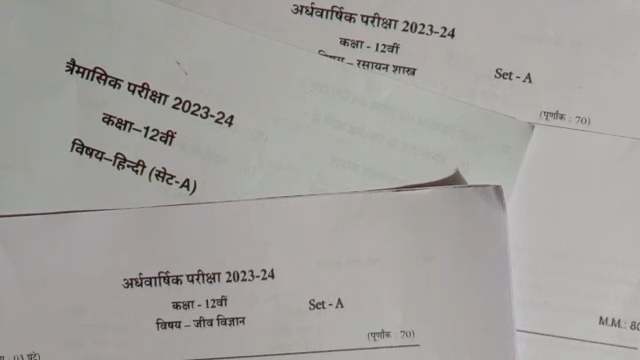 अर्धवार्षिक परीक्षा 2023-24
कक्षा - 12वीं
विषय – रसायन शास्त्र
Set - A
(पूर्णांक : 70)
त्रैमासिक परीक्षा 2023-24
कक्षा–12वीं
विषय–हिन्दी (सेट-A)
अर्धवार्षिक परीक्षा 2023-24
कक्षा - 12वीं
Set - A
विषय – जीव विज्ञान
(पूर्णांक : 70)
: 03 घंटे)
M.M.: 80